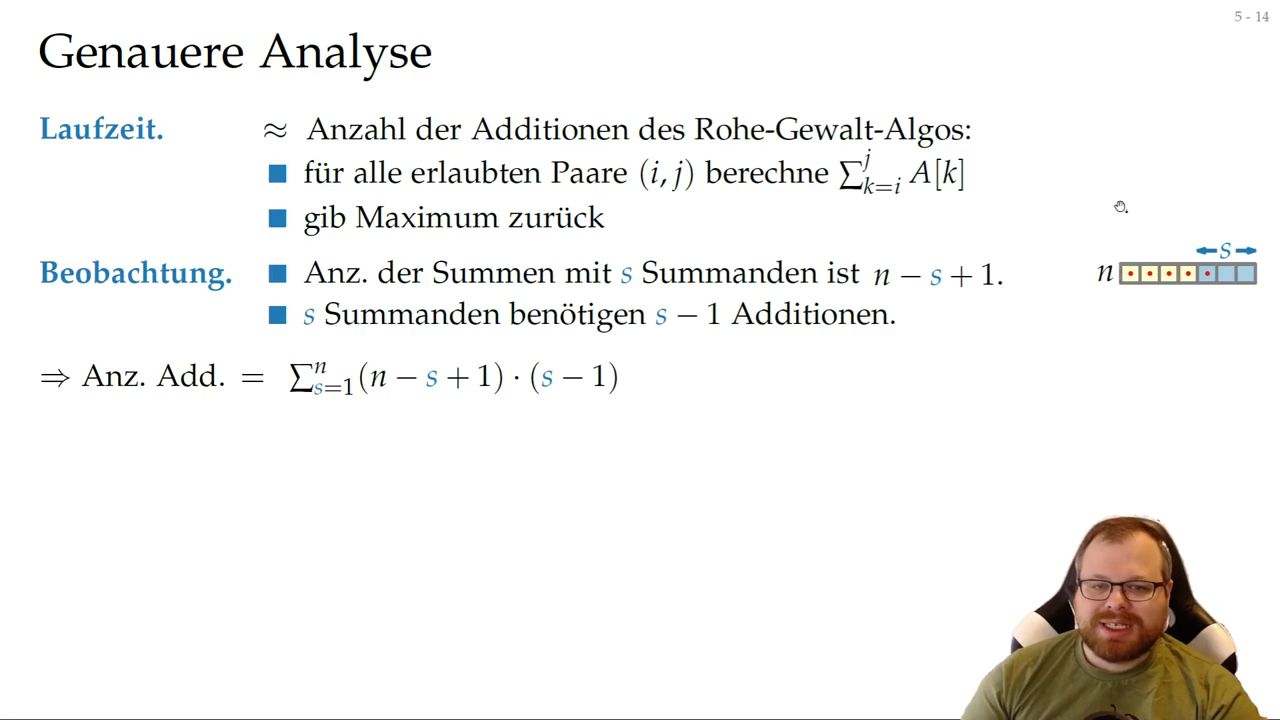 5 - 14
Genauere Analyse
Laufzeit. ≈ Anzahl der Additionen des Rohe-Gewalt-Algos:
für alle erlaubten Paare (i, j) berechne ∑_{k=i}^{j} A[k]
gib Maximum zurück
s
Beobachtung. Anz. der Summen mit s Summanden ist n − s + 1. n
s Summanden benötigen s − 1 Additionen.
⇒ Anz. Add. = ∑_{s=1}^{n} (n − s + 1) · (s − 1)